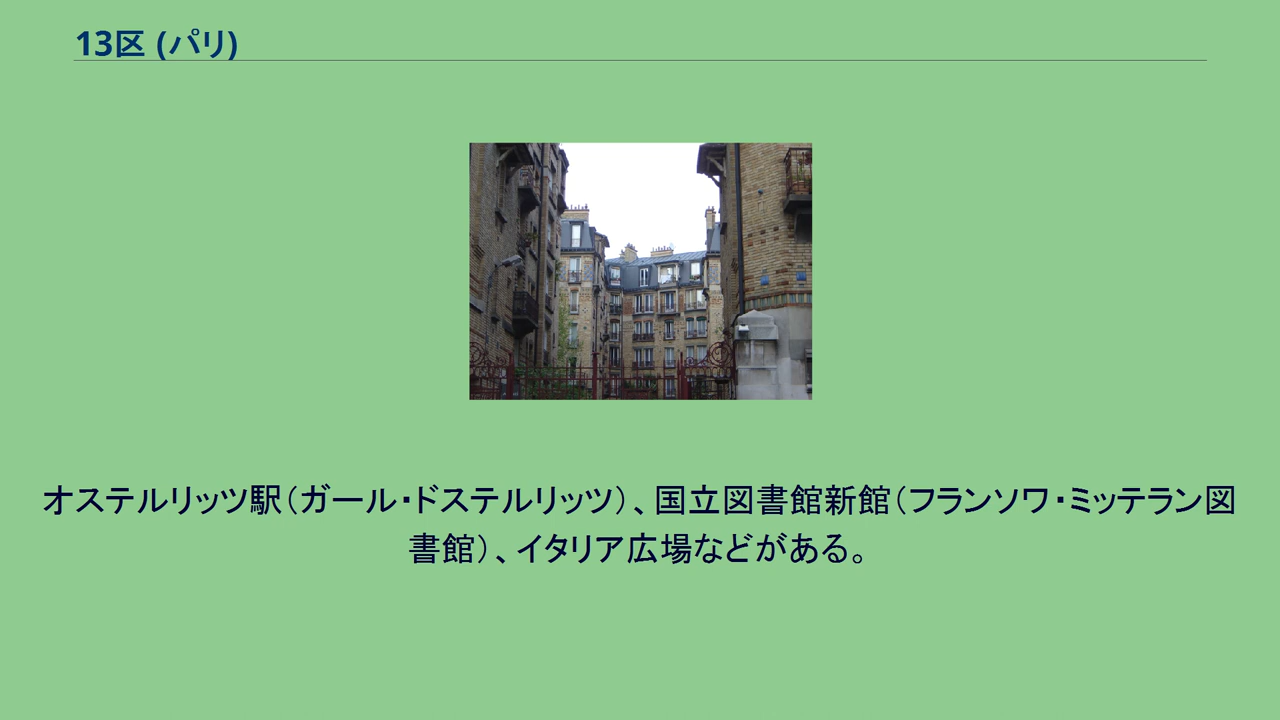 13区 (パリ)
オステルリッツ駅（ガール・ドステルリッツ）、国立図書館新館（フランソワ・ミッテラン図
書館）、イタリア広場などがある。